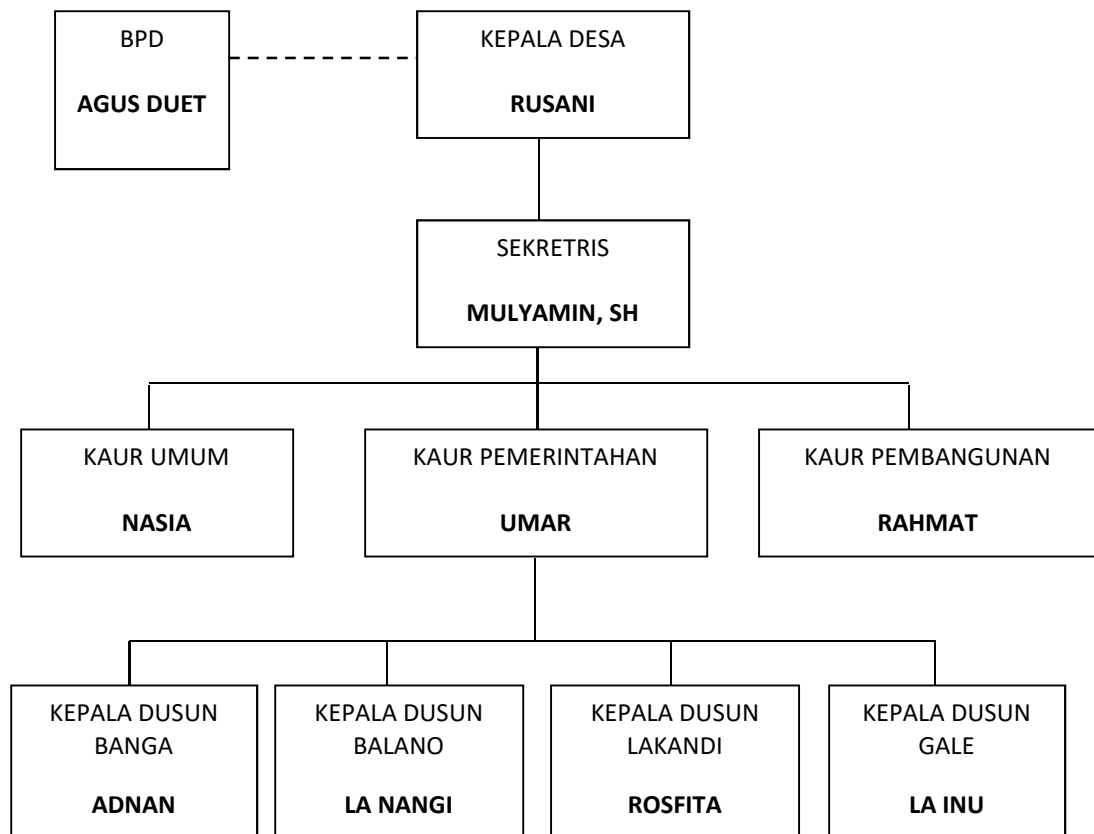 BPD
AGUS DUET
KEPALA DESA
RUSANI
SEKRETRIS
MULYAMIN, SH
KAUR UMUM
NASIA
KAUR PEMERINTAHAN
UMAR
KAUR PEMBANGUNAN
RAHMAT
KEPALA DUSUN
BANGA
ADNAN
KEPALA DUSUN
BALANO
LA NANGI
KEPALA DUSUN
LAKANDI
ROSFITA
KEPALA DUSUN
GALE
LA INU